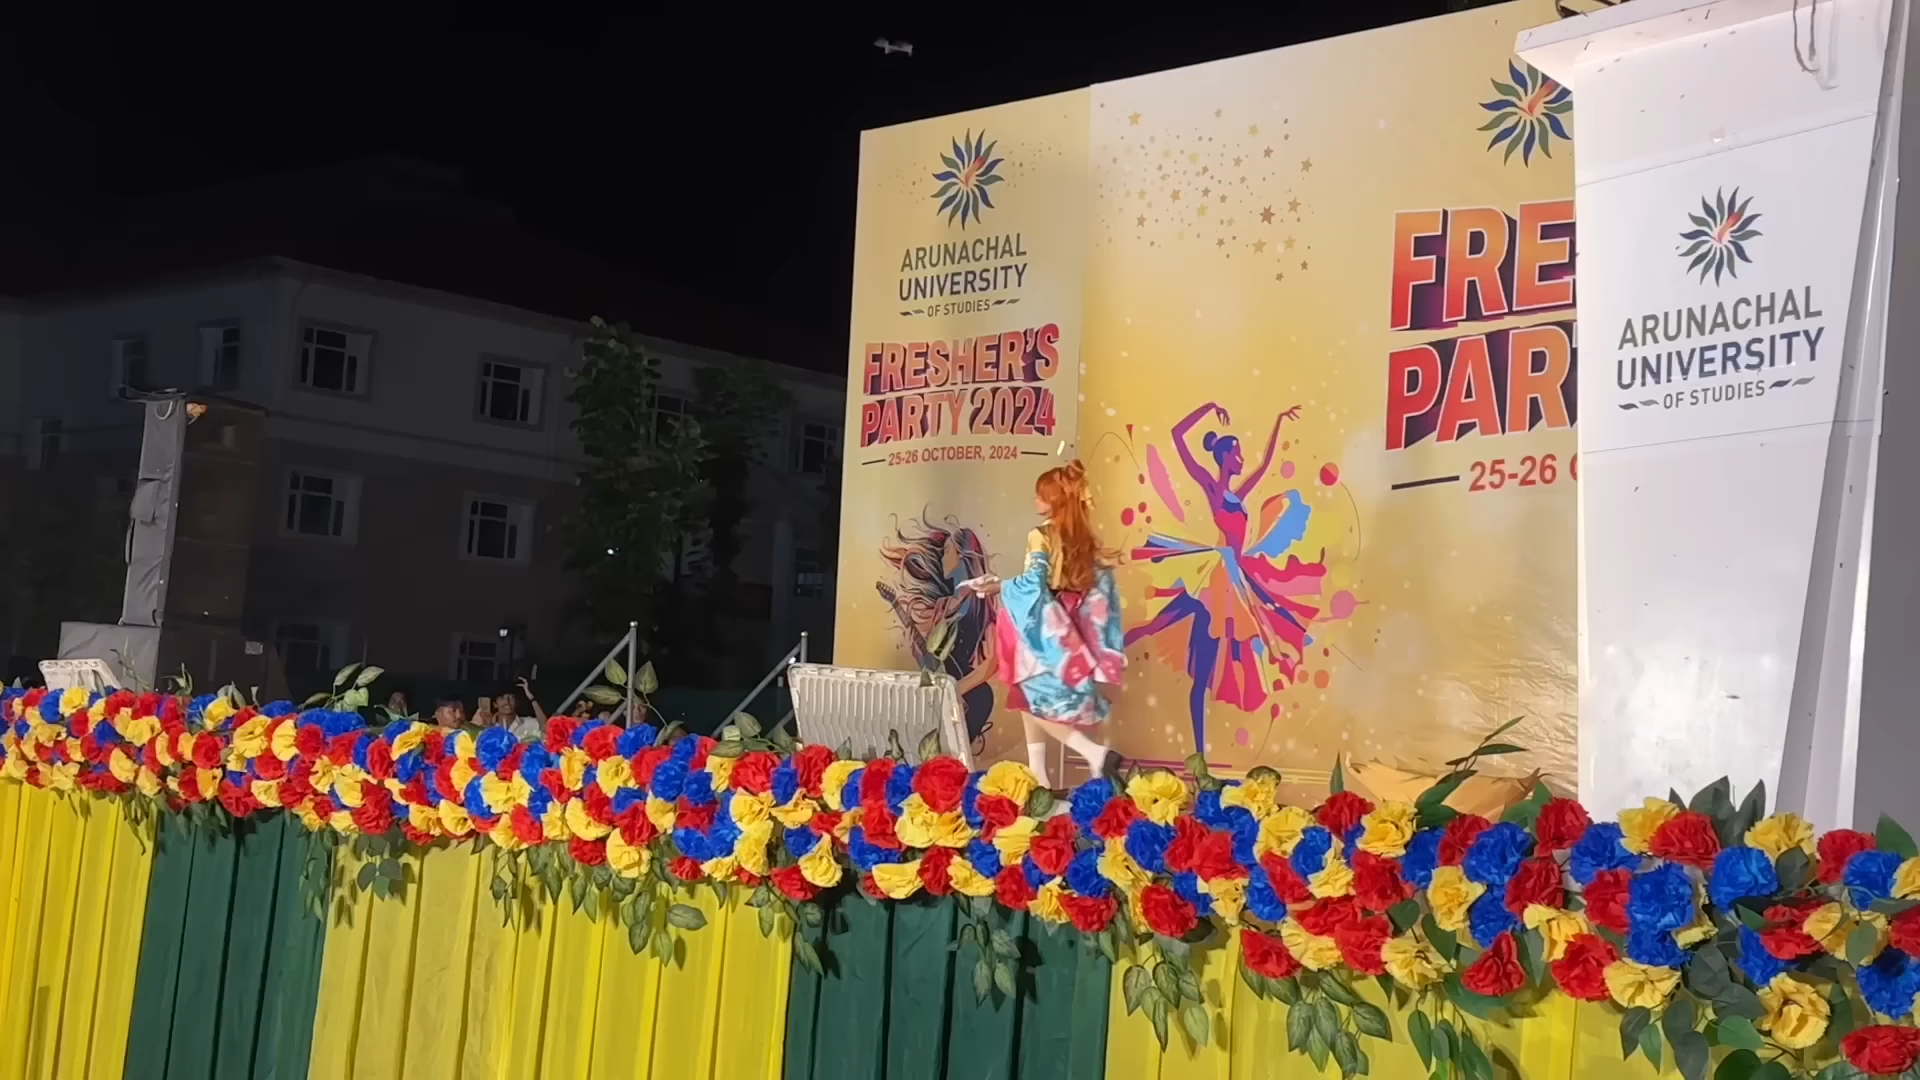 ARUNACHAL
UNIVERSITY
OF STUDIES
FRESHER'S
PARTY 2024
25-26 OCTOBER, 2024
FRE
PAR
25-26
ARUNACHAL
UNIVERSITY
OF STUDIES